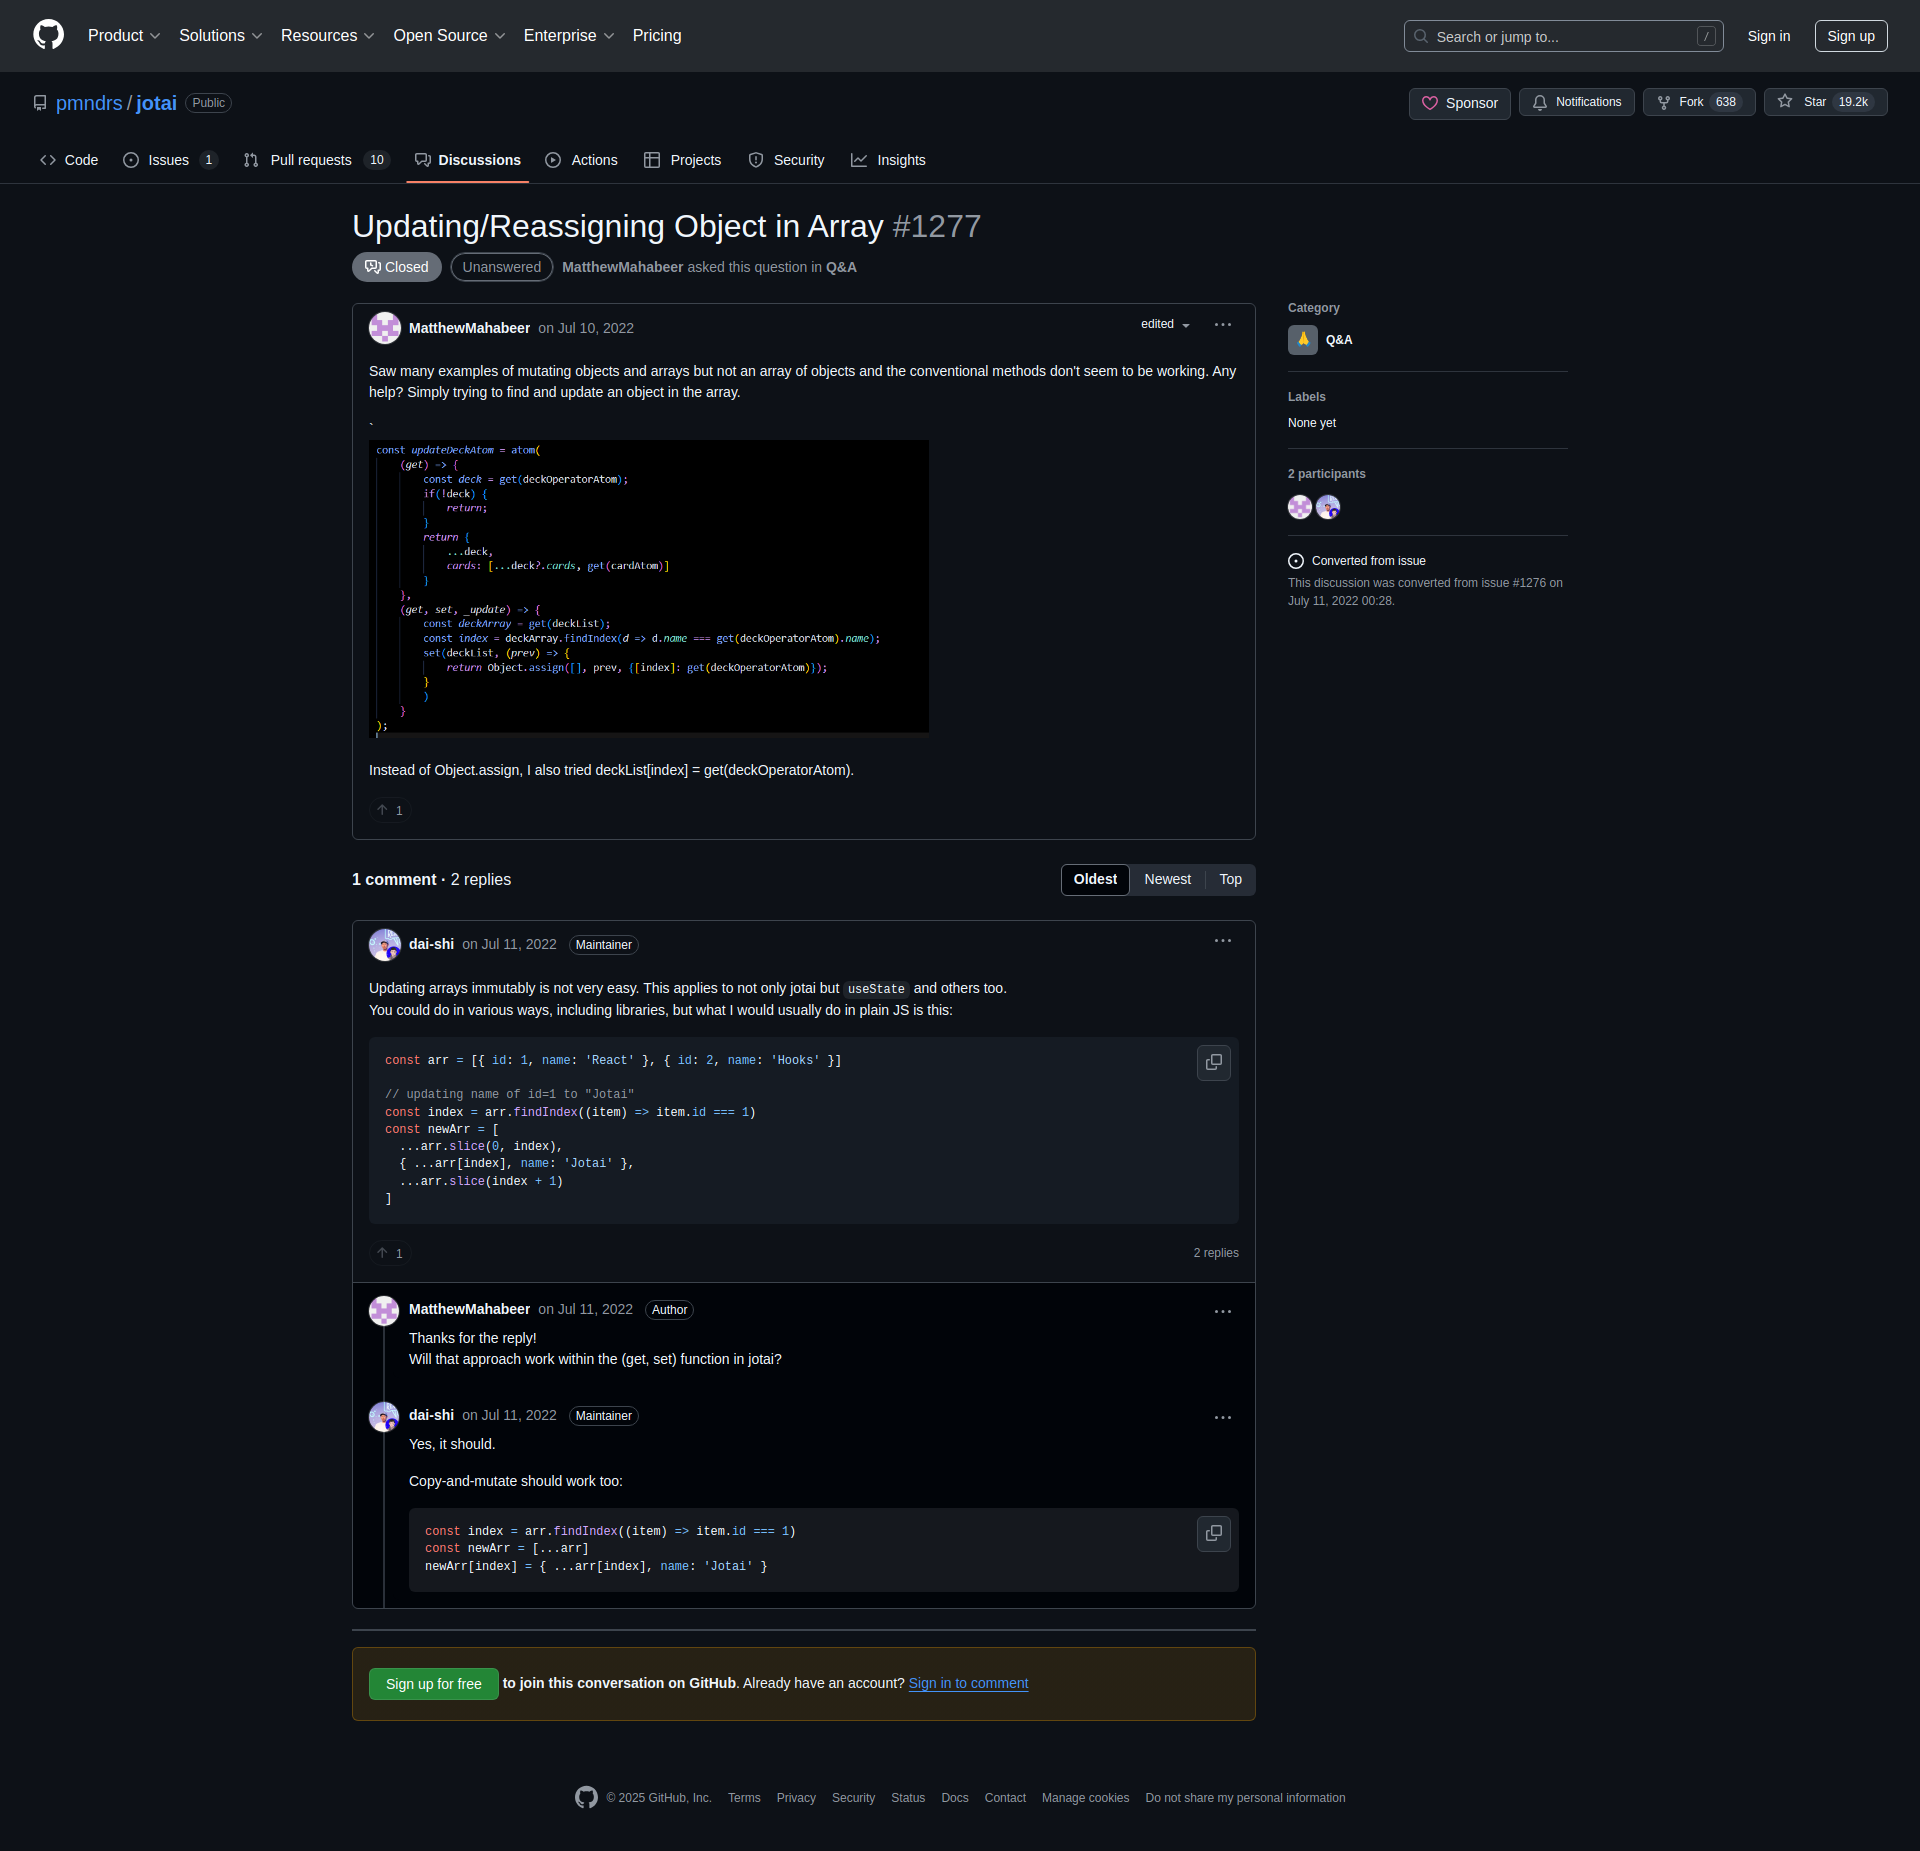 Product Solutions Resources Open Source Enterprise Pricing Search or jump to... / Sign in Sign up
pmndrs / jotai Public Sponsor Notifications Fork 638 Star 19.2k
Code Issues 1 Pull requests 10 Discussions Actions Projects Security Insights
Updating/Reassigning Object in Array #1277
Closed Unanswered MatthewMahabeer asked this question in Q&A
MatthewMahabeer on Jul 10, 2022 edited
Saw many examples of mutating objects and arrays but not an array of objects and the conventional methods don't seem to be working. Any
help? Simply trying to find and update an object in the array.
`
const updateDeckAtom = atom(
(get) => {
const deck = get(deckOperatorAtom);
if(!deck) {
return;
}
return {
...deck,
cards: [...deck?.cards, get(cardAtom)]
}
},
(get, set, _update) => {
const deckArray = get(deckList);
const index = deckArray.findIndex(d => d.name === get(deckOperatorAtom).name);
set(deckList, (prev) => {
return Object.assign([], prev, {[index]: get(deckOperatorAtom)});
}
)
}
);
Instead of Object.assign, I also tried deckList[index] = get(deckOperatorAtom).
1
Category
Q&A
Labels
None yet
2 participants
Converted from issue
This discussion was converted from issue #1276 on
July 11, 2022 00:28.
1 comment · 2 replies Oldest Newest Top
dai-shi on Jul 11, 2022 Maintainer
Updating arrays immutably is not very easy. This applies to not only jotai but useState and others too.
You could do in various ways, including libraries, but what I would usually do in plain JS is this:
const arr = [{ id: 1, name: 'React' }, { id: 2, name: 'Hooks' }]
// updating name of id=1 to "Jotai"
const index = arr.findIndex((item) => item.id === 1)
const newArr = [
...arr.slice(0, index),
{ ...arr[index], name: 'Jotai' },
...arr.slice(index + 1)
]
1 2 replies
MatthewMahabeer on Jul 11, 2022 Author
Thanks for the reply!
Will that approach work within the (get, set) function in jotai?
dai-shi on Jul 11, 2022 Maintainer
Yes, it should.
Copy-and-mutate should work too:
const index = arr.findIndex((item) => item.id === 1)
const newArr = [...arr]
newArr[index] = { ...arr[index], name: 'Jotai' }
Sign up for free to join this conversation on GitHub. Already have an account? Sign in to comment
© 2025 GitHub, Inc. Terms Privacy Security Status Docs Contact Manage cookies Do not share my personal information